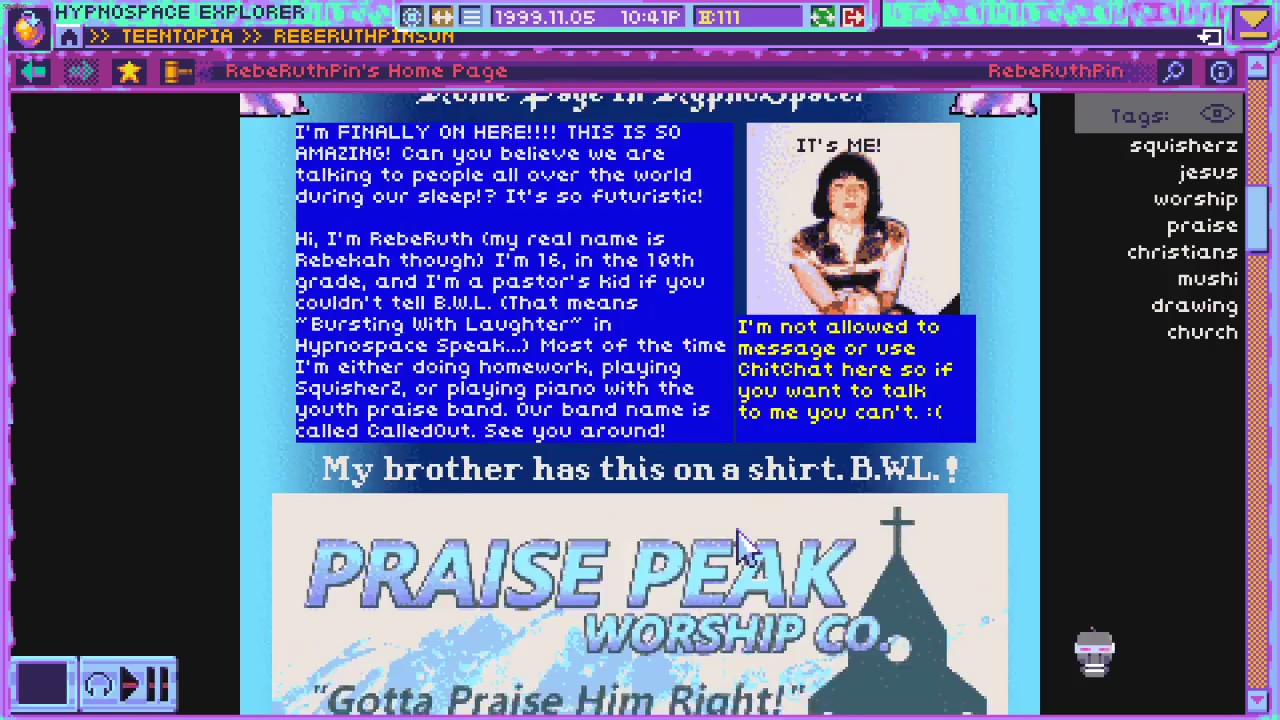 HYPNOSPACE EXPLORER
1999.11.05 10:41P
111
>> TEENTOPIA >> REBERUTHPINSOM
RebeRuthPin's Home Page
RebeRuthPin
Home Page in HypnoSpace!
I'm FINALLY ON HERE!!!! THIS IS SO
AMAZING! Can you believe we are
talking to people all over the world
during our sleep!? It's so futuristic!
Hi, I'm RebeRuth (my real name is
Rebekah though) I'm 16, in the 10th
grade, and I'm a pastor's kid if you
couldn't tell B.W.L. (That means
~Bursting With Laughter~ in
Hypnospace Speak...) Most of the time
I'm either doing homework, playing
SquisherZ, or playing piano with the
youth praise band. Our band name is
called CalledOut. See you around!
IT's ME!
I'm not allowed to
message or use
ChitChat here so if
you want to talk
to me you can't. :(
Tags:
squisherz
jesus
worship
praise
christians
mushi
drawing
church
My brother has this on a shirt. B.W.L.!
PRAISE PEAK
WORSHIP CO.
"Gotta Praise Him Right!"